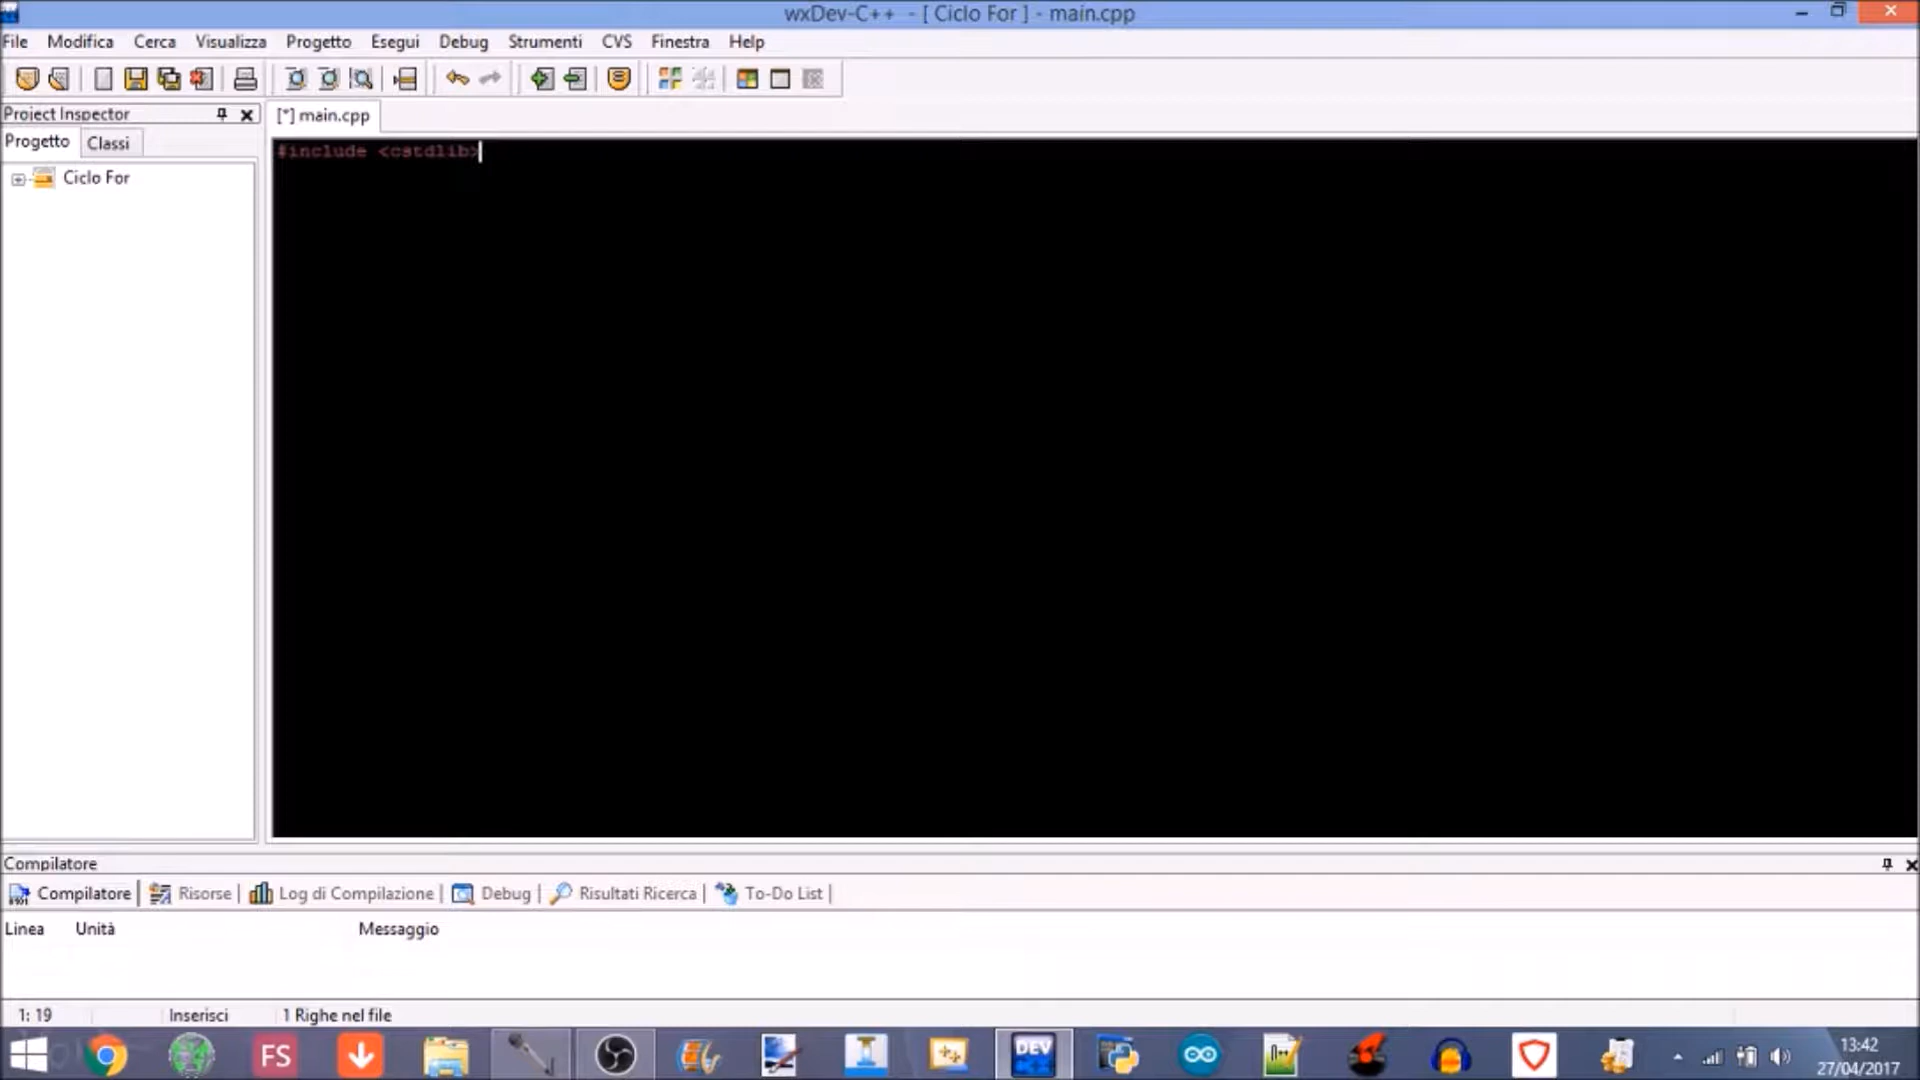 wxDev-C++ - [ Ciclo For ] - main.cpp
File Modifica Cerca Visualizza Progetto Esegui Debug Strumenti CVS Finestra Help
Project Inspector
[*] main.cpp
Progetto Classi
#include <cstdlib>
Ciclo For
Compilatore
Compilatore Risorse Log di Compilazione Debug Risultati Ricerca To-Do List
Linea Unità Messaggio
1: 19 Inserisci 1 Righe nel file
FS
DEV
13:42
27/04/2017